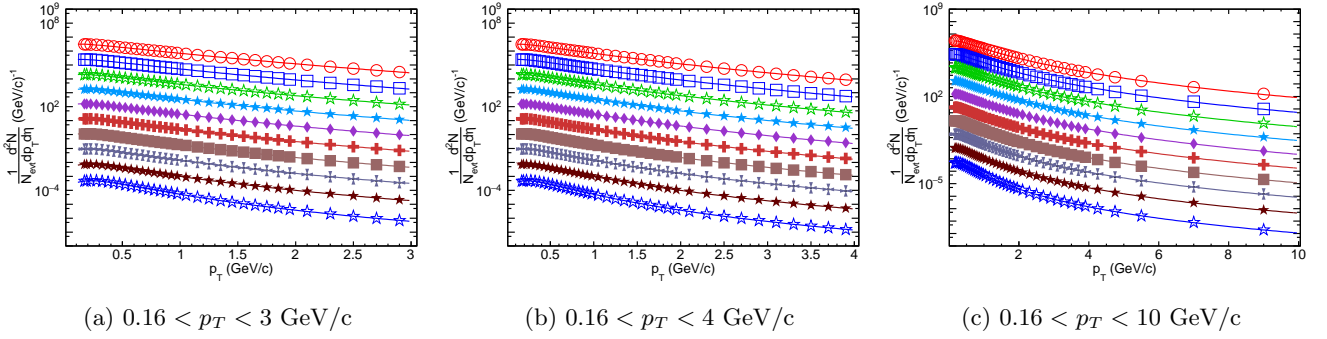 10^9
10^2
10^−4
1/N_evt d^2N/dp_T dη (GeV/c)^-1
0.5 1 1.5 2 2.5 3
p_T (GeV/c)
(a) 0.16 < p_T < 3 GeV/c
10^9
10^2
10^−4
1/N_evt d^2N/dp_T dη (GeV/c)^-1
0.5 1 1.5 2 2.5 3 3.5 4
p_T (GeV/c)
(b) 0.16 < p_T < 4 GeV/c
10^9
10^2
10^−5
1/N_evt d^2N/dp_T dη (GeV/c)^-1
2 4 6 8 10
p_T (GeV/c)
(c) 0.16 < p_T < 10 GeV/c